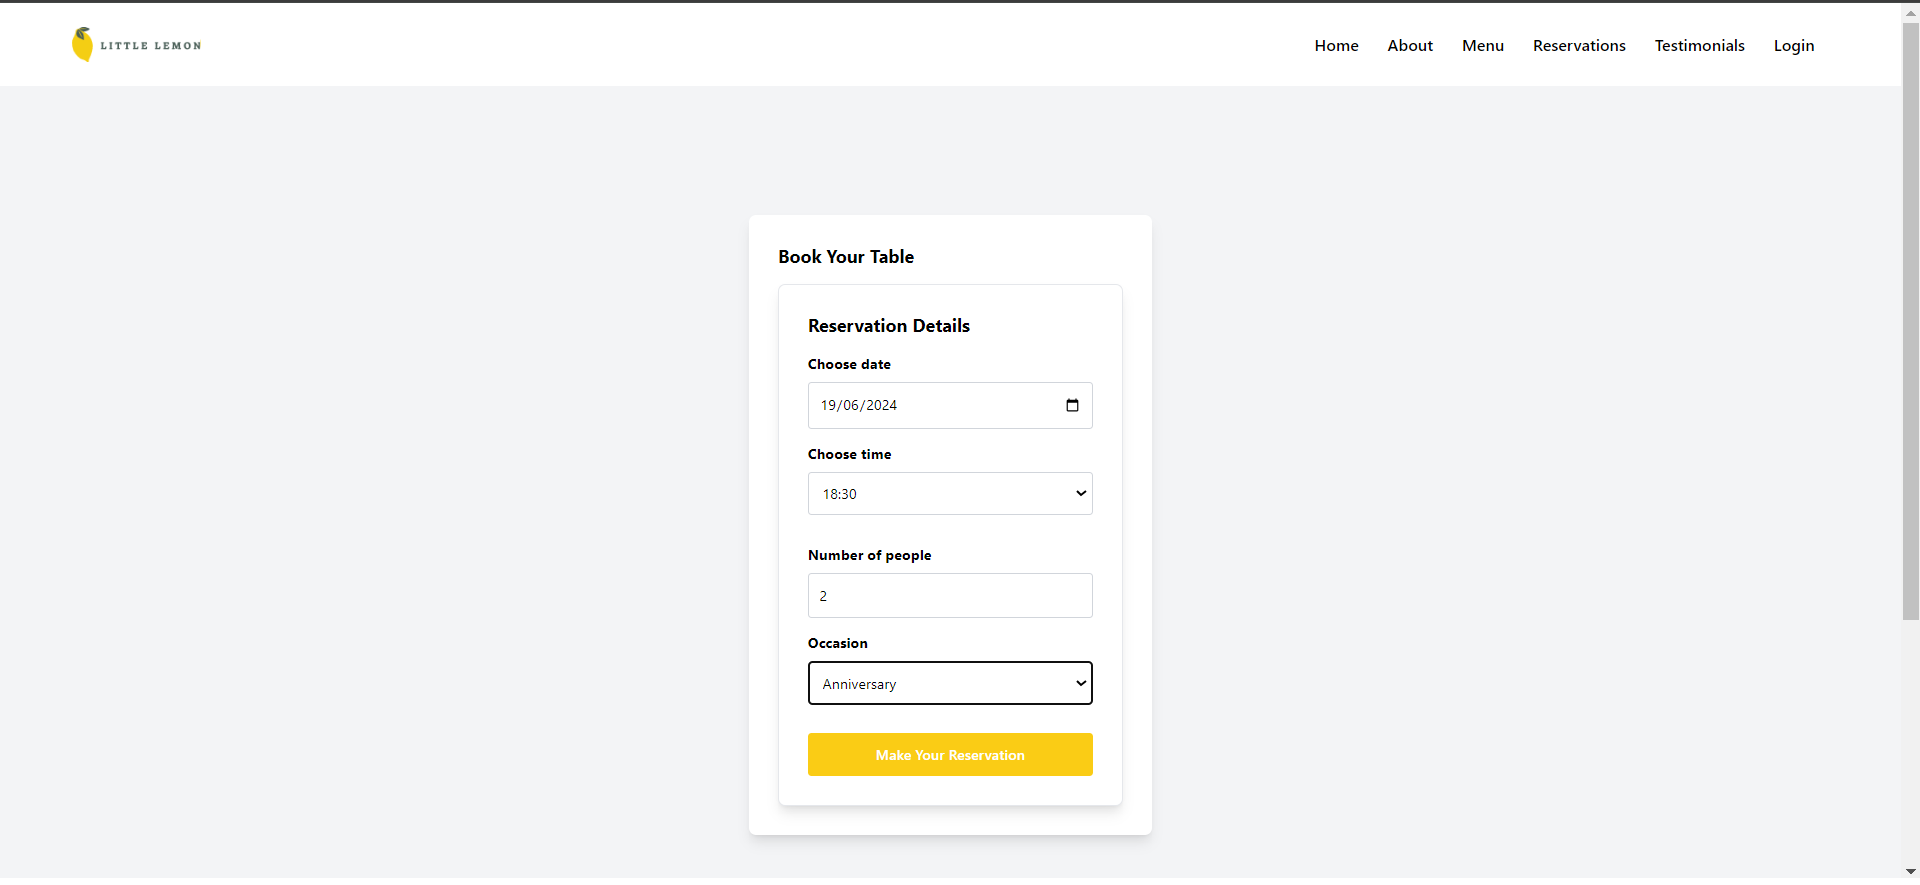 LITTLE LEMON
Home About Menu Reservations Testimonials Login
Book Your Table
Reservation Details
Choose date
19/06/2024
Choose time
18:30
Number of people
2
Occasion
Anniversary
Make Your Reservation